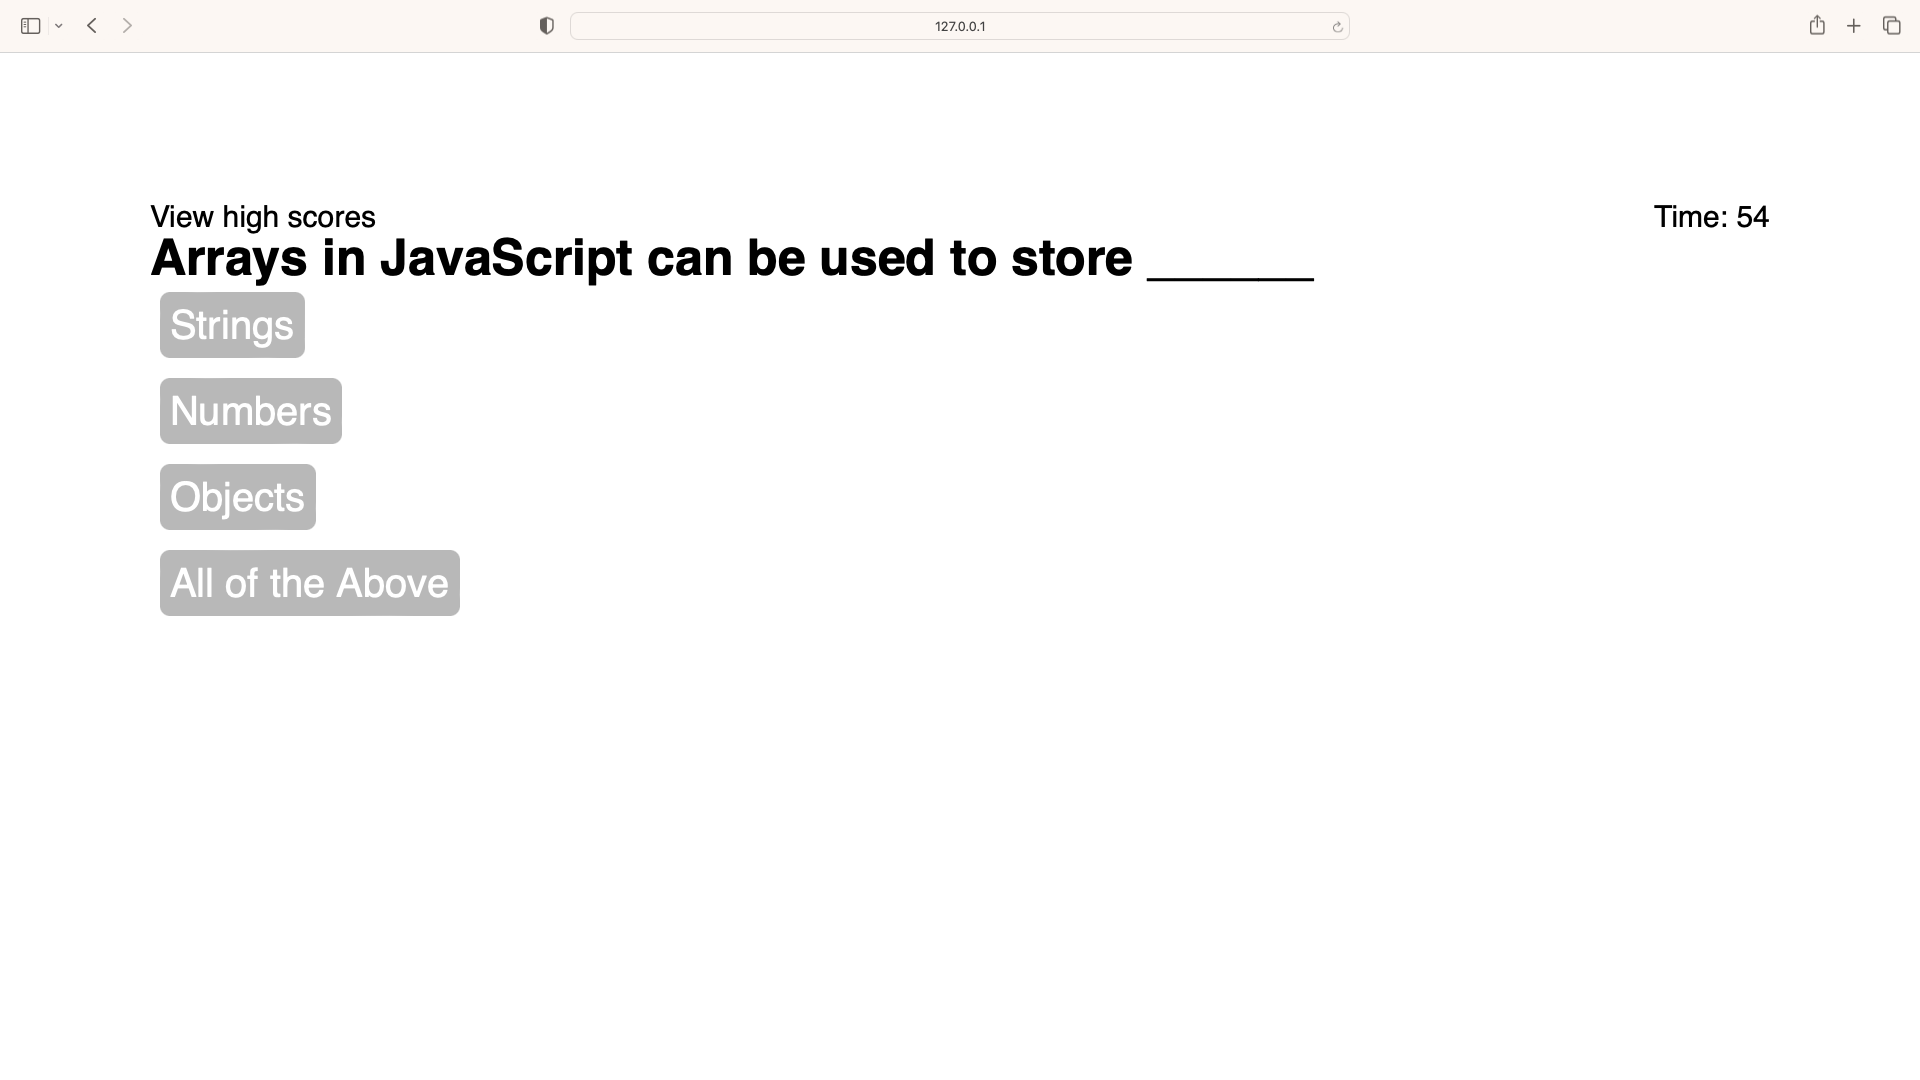 127.0.0.1
View high scores
Time: 54
Arrays in JavaScript can be used to store _______
Strings
Numbers
Objects
All of the Above